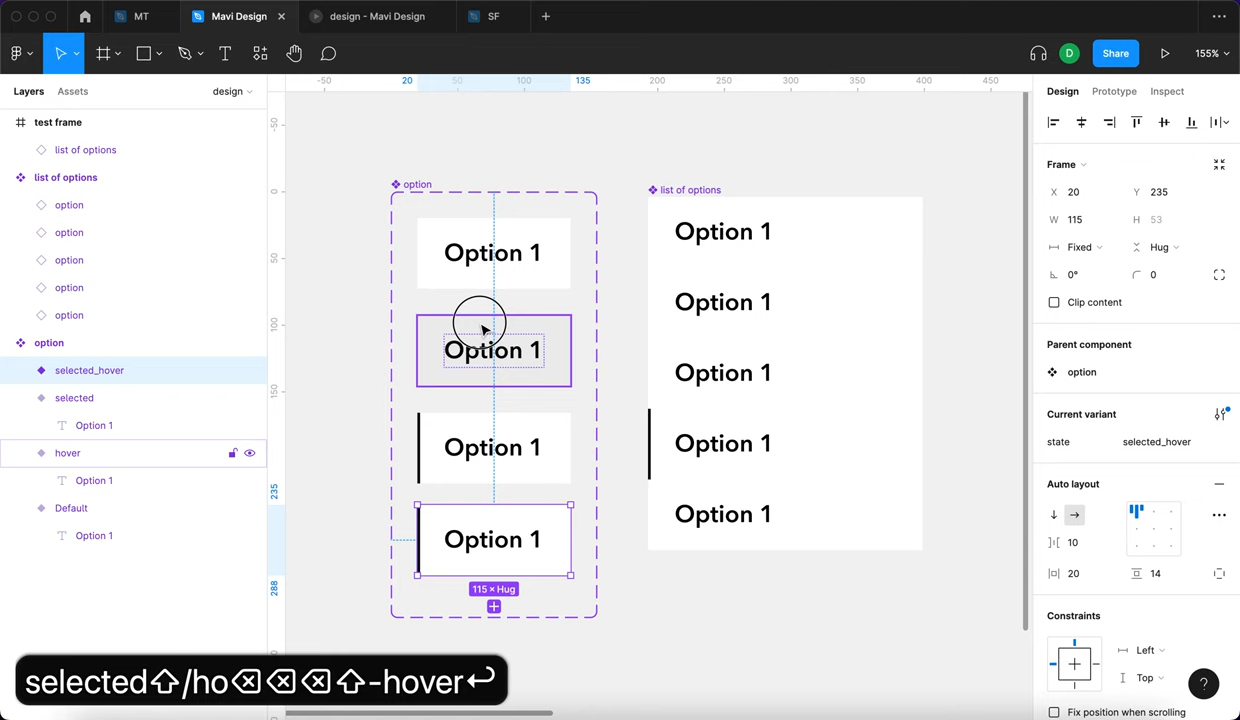 MT
Mavi Design
design - Mavi Design
SF
D
Share
155%
Layers
Assets
design
test frame
list of options
list of options
option
option
option
option
option
option
selected_hover
selected
Option 1
hover
Option 1
Default
Option 1
-50
20
50
100
135
200
250
300
350
400
450
-50
0
50
100
150
235
288
option
Option 1
Option 1
Option 1
Option 1
115 × Hug
list of options
Option 1
Option 1
Option 1
Option 1
Option 1
Design
Prototype
Inspect
Frame
X 20
Y 235
W 115
H 53
Fixed
Hug
0°
0
Clip content
Parent component
option
Current variant
state
selected_hover
Auto layout
10
20
14
Constraints
Left
Top
Fix position when scrolling
?
selected⇧/ho⌫⌫⌫⇧-hover↩